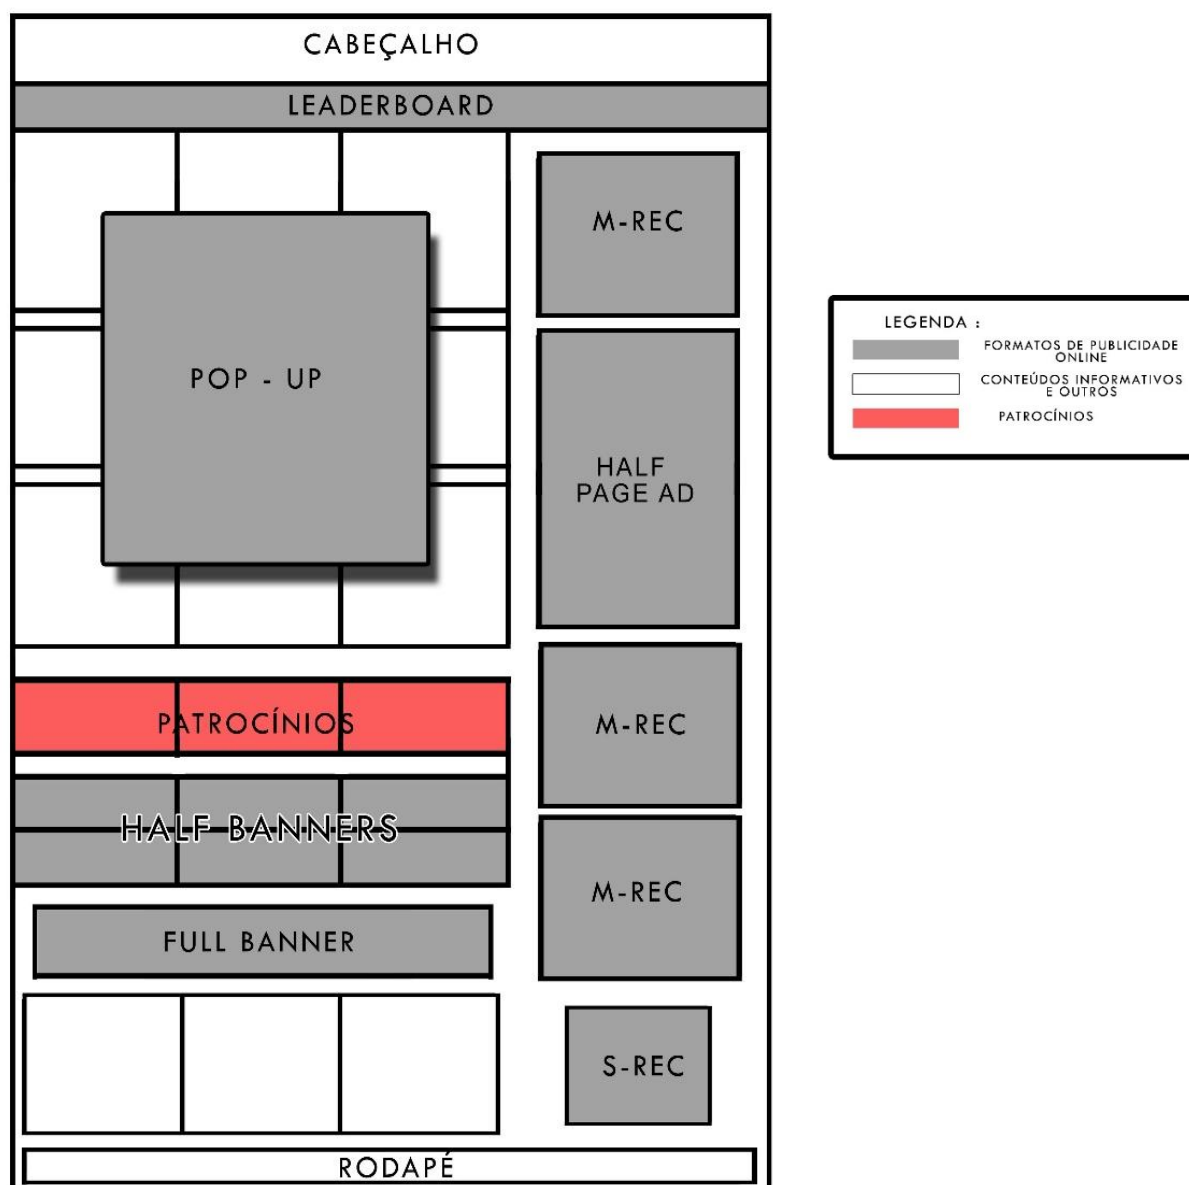 CABEÇALHO
LEADERBOARD
M-REC
POP - UP
HALF
PAGE AD
PATROCÍNIOS
M-REC
HALF BANNERS
M-REC
FULL BANNER
S-REC
RODAPÉ
LEGENDA :
FORMATOS DE PUBLICIDADE
ONLINE
CONTEÚDOS INFORMATIVOS
E OUTROS
PATROCÍNIOS